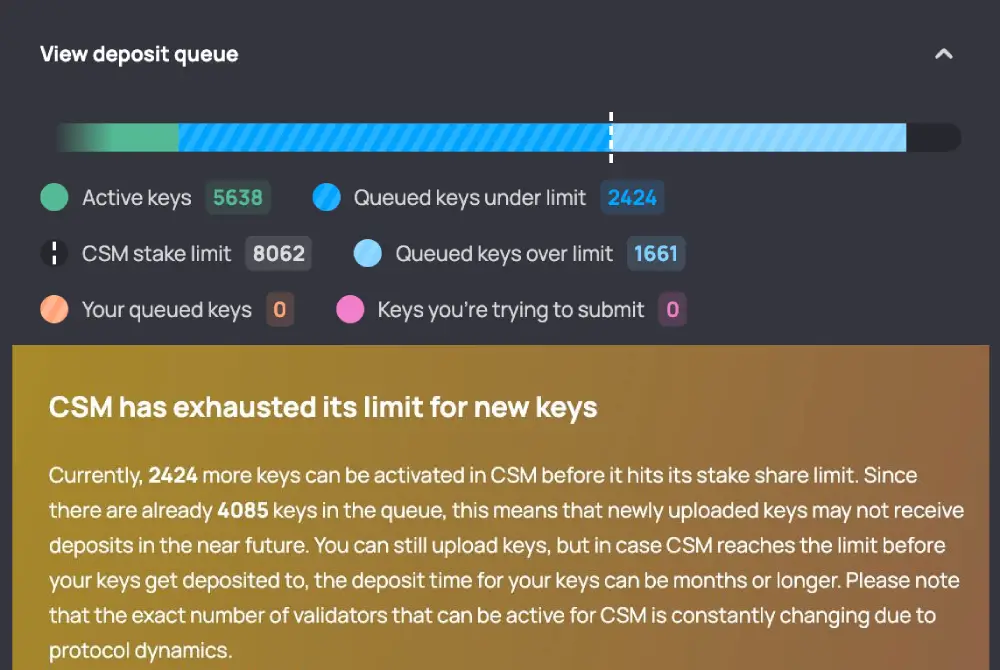 View deposit queue
Active keys 5638 Queued keys under limit 2424
CSM stake limit 8062 Queued keys over limit 1661
Your queued keys 0 Keys you're trying to submit 0
CSM has exhausted its limit for new keys
Currently, 2424 more keys can be activated in CSM before it hits its stake share limit. Since
there are already 4085 keys in the queue, this means that newly uploaded keys may not receive
deposits in the near future. You can still upload keys, but in case CSM reaches the limit before
your keys get deposited to, the deposit time for your keys can be months or longer. Please note
that the exact number of validators that can be active for CSM is constantly changing due to
protocol dynamics.